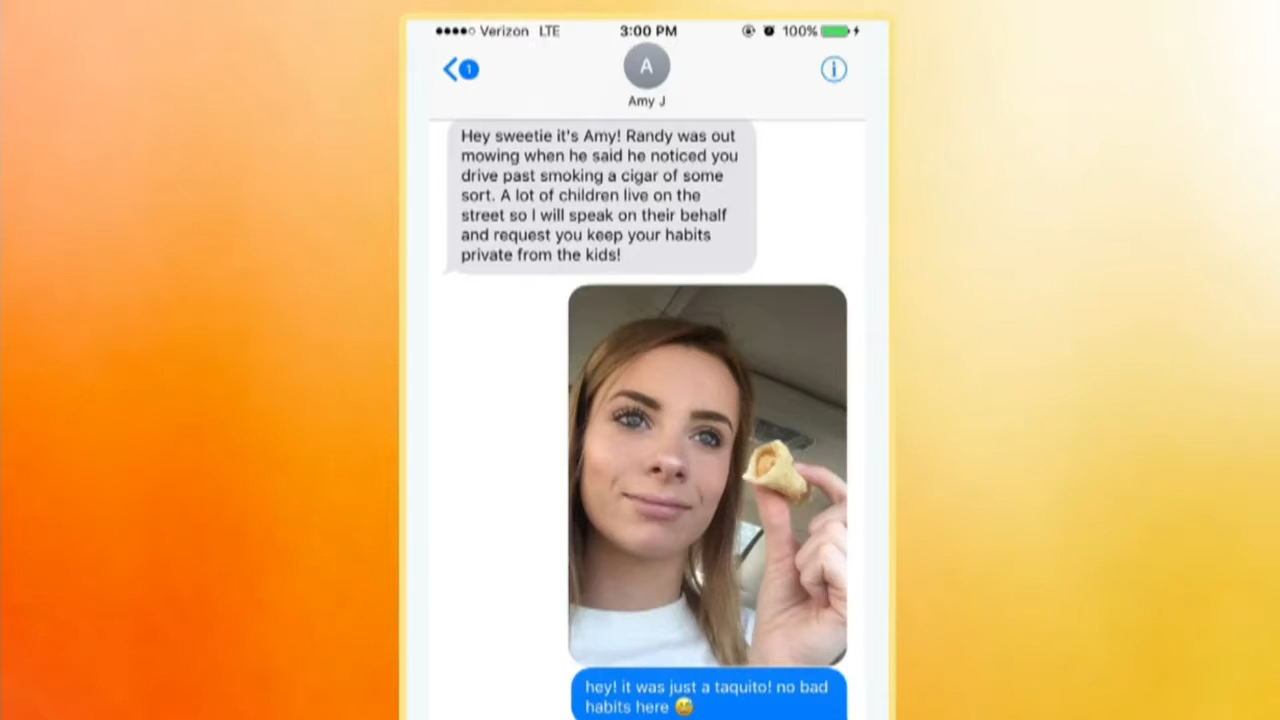 Verizon LTE 3:00 PM 100%
1
A
Amy J
Hey sweetie it's Amy! Randy was out
mowing when he said he noticed you
drive past smoking a cigar of some
sort. A lot of children live on the
street so I will speak on their behalf
and request you keep your habits
private from the kids!
hey! it was just a taquito! no bad
habits here 😅